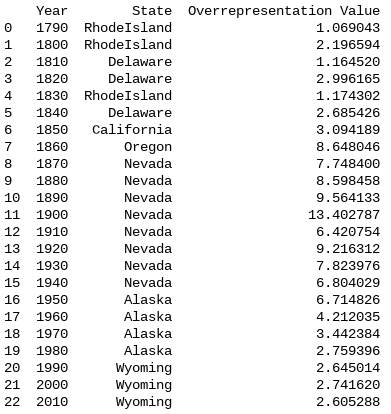 Year State Overrepresentation Value
0 1790 RhodeIsland 1.069043
1 1800 RhodeIsland 2.196594
2 1810 Delaware 1.164520
3 1820 Delaware 2.996165
4 1830 RhodeIsland 1.174302
5 1840 Delaware 2.685426
6 1850 California 3.094189
7 1860 Oregon 8.648046
8 1870 Nevada 7.748400
9 1880 Nevada 8.598458
10 1890 Nevada 9.564133
11 1900 Nevada 13.402787
12 1910 Nevada 6.420754
13 1920 Nevada 9.216312
14 1930 Nevada 7.823976
15 1940 Nevada 6.804029
16 1950 Alaska 6.714826
17 1960 Alaska 4.212035
18 1970 Alaska 3.442384
19 1980 Alaska 2.759396
20 1990 Wyoming 2.645014
21 2000 Wyoming 2.741620
22 2010 Wyoming 2.605288